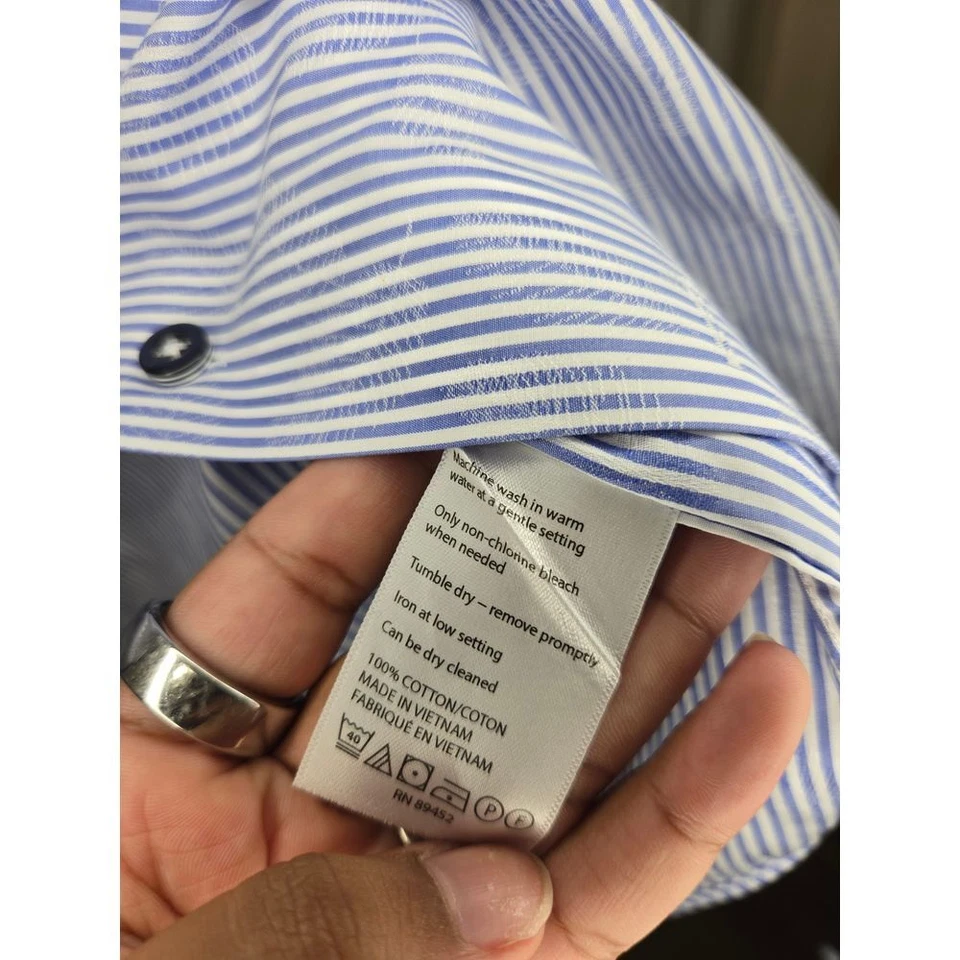 Machine wash in warm
water at a gentle setting
Only non-chlorine bleach
when needed
Tumble dry – remove promptly
Iron at low setting
Can be dry cleaned
100% COTTON/COTON
MADE IN VIETNAM
FABRIQUÉ EN VIETNAM
40 P F
RN 89452